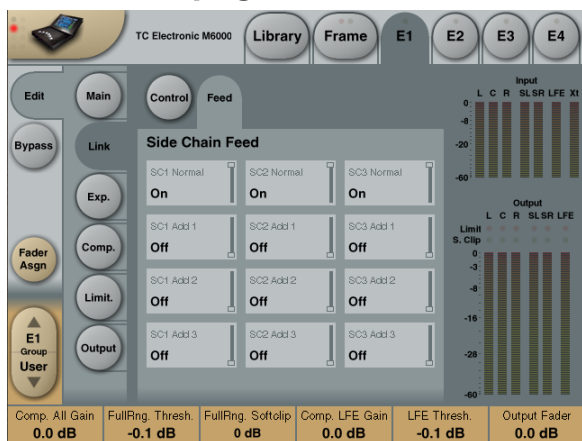 TC Electronic M6000
Library
Frame
E1
E2
E3
E4
Edit
Bypass
Fader
Asgn
E1
Group
User
Main
Link
Exp.
Comp.
Limit.
Output
Control
Feed
Side Chain Feed
SC1 Normal
On
SC2 Normal
On
SC3 Normal
On
SC1 Add 1
Off
SC2 Add 1
Off
SC3 Add 1
Off
SC1 Add 2
Off
SC2 Add 2
Off
SC3 Add 2
Off
SC1 Add 3
Off
SC2 Add 3
Off
SC3 Add 3
Off
Input
L C R SL SR LFE Xt
0
-8
-20
-60
Output
L C R SL SR LFE
Limit
S. Clip
0
-3
-8
-16
-28
-60
Comp. All Gain
0.0 dB
FullRng. Thresh.
-0.1 dB
FullRng. Softclip
0 dB
Comp. LFE Gain
0.0 dB
LFE Thresh.
-0.1 dB
Output Fader
0.0 dB